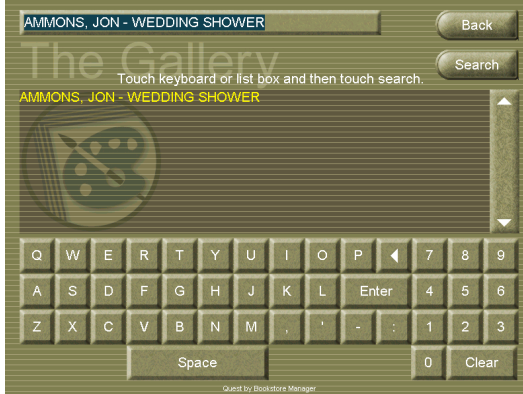 AMMONS, JON - WEDDING SHOWER
Back
The Gallery
Search
Touch keyboard or list box and then touch search.
AMMONS, JON - WEDDING SHOWER
Q W E R T Y U I O P 7 8 9
A S D F G H J K L Enter 4 5 6
Z X C V B N M , ' - : 1 2 3
Space 0 Clear
Quest by Bookstore Manager